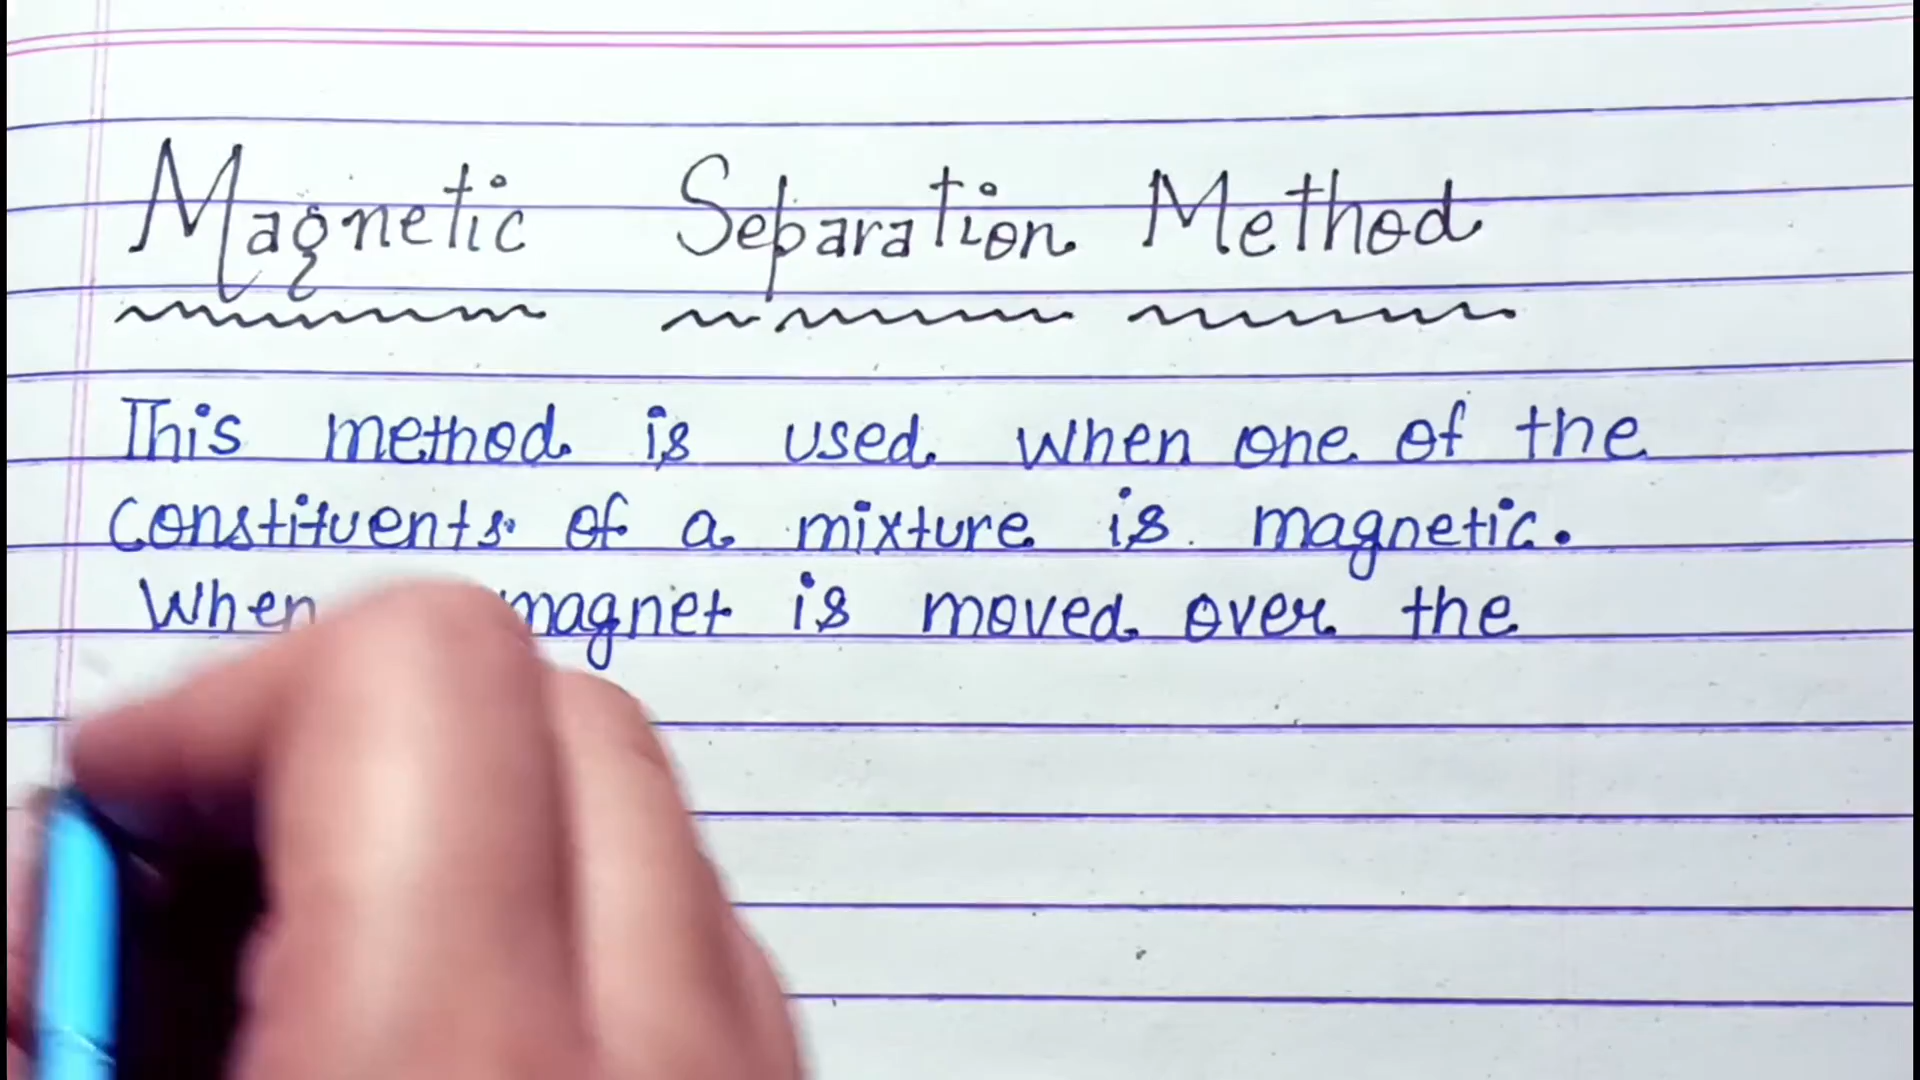 Magnetic Separation Method
This method is used when one of the
constituents of a mixture is magnetic.
When magnet is moved over the